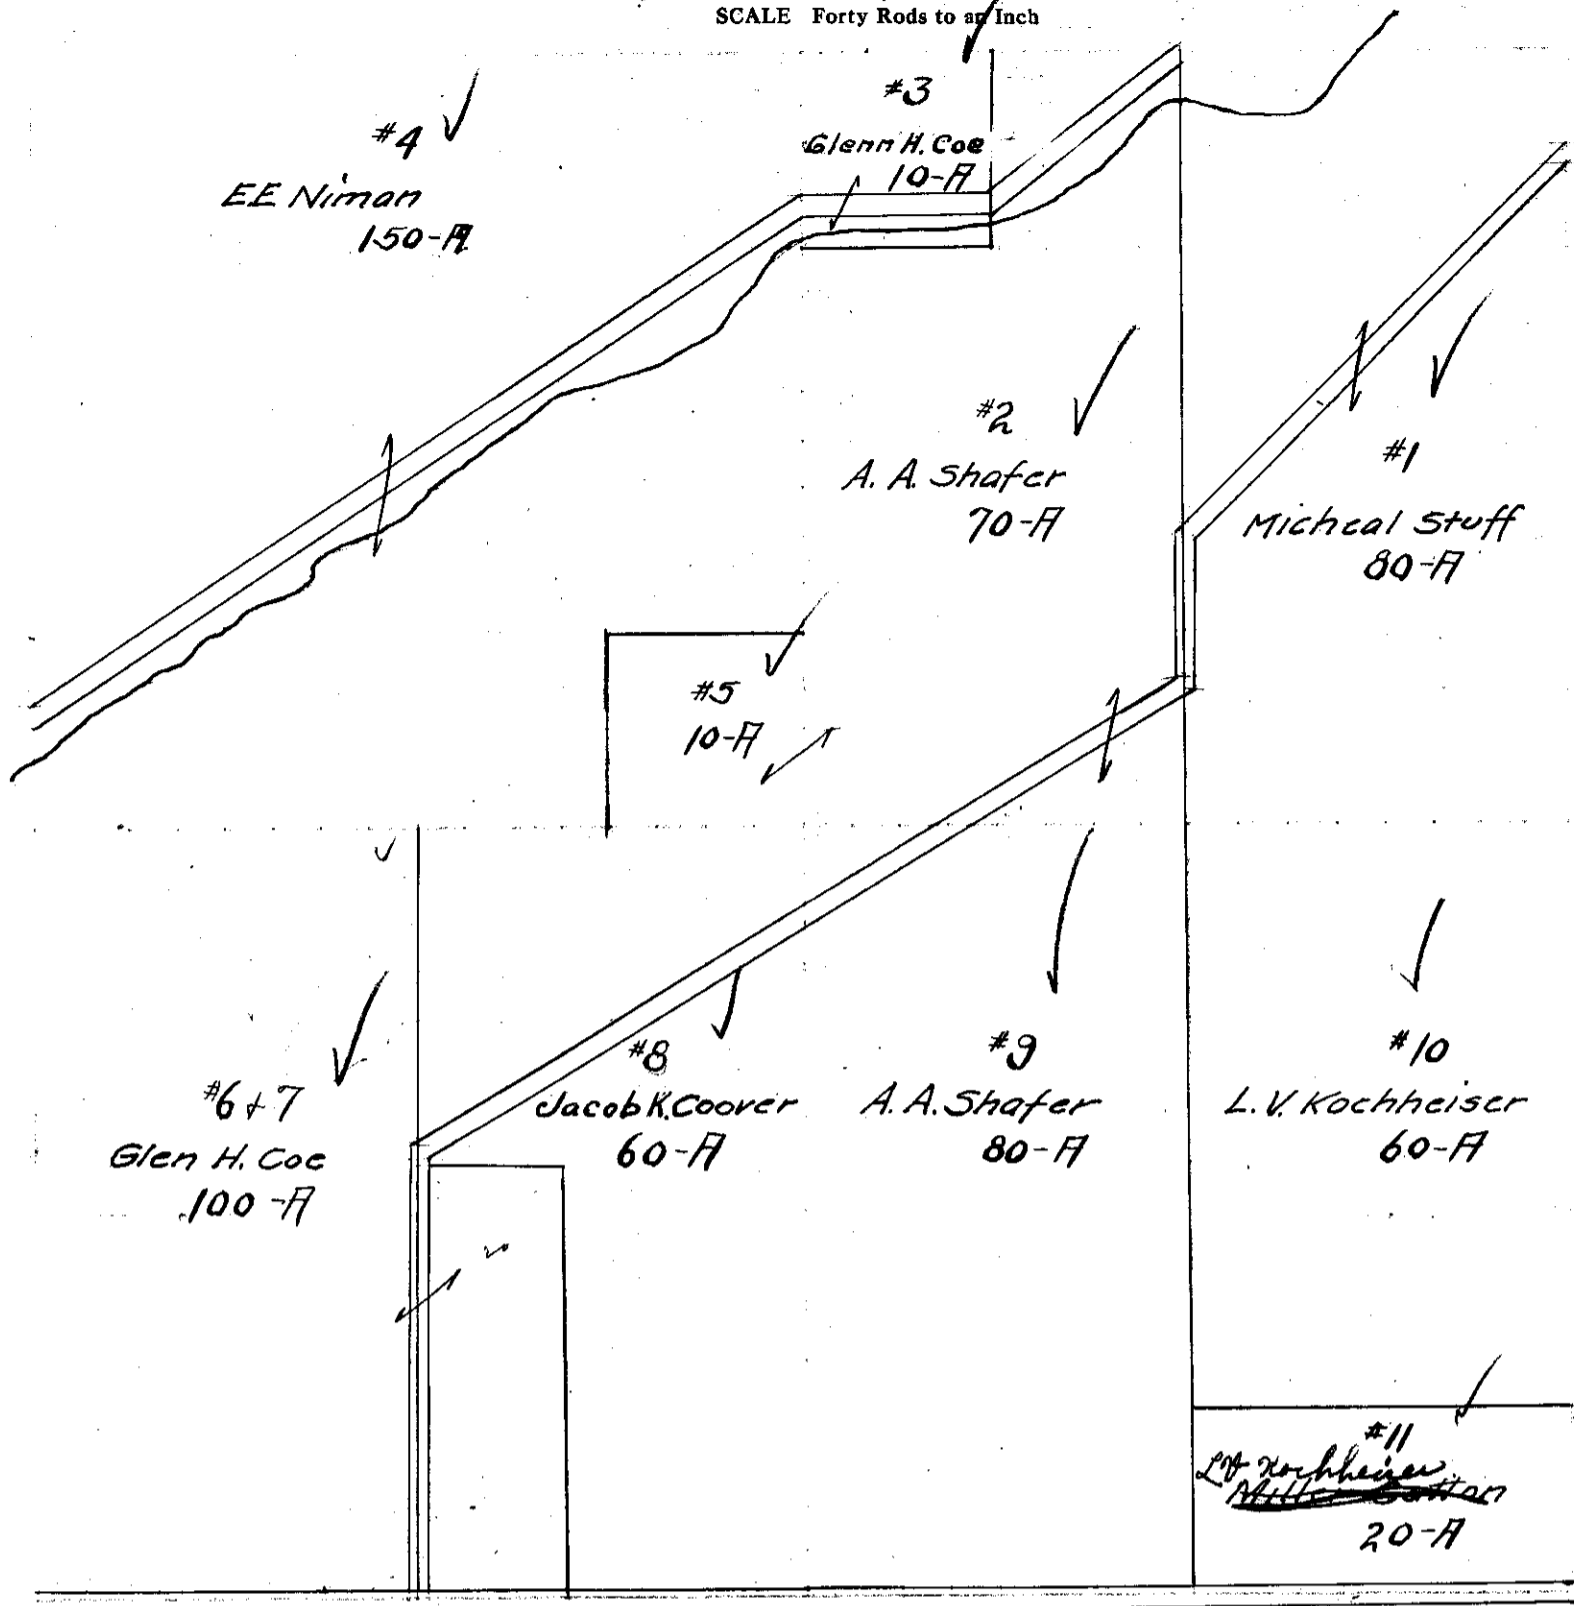 SCALE Forty Rods to an Inch
#3
Glenn H. Coe
10-A
#4
EE Niman
150-A
#2
A. A. Shafer
70-A
#1
Micheal Stuff
80-A
#5
10-A
#6+7
Glen H. Coe
100-A
#8
Jacob K. Coover
60-A
#9
A. A. Shafer
80-A
#10
L. V. Kochheiser
60-A
#11
LV Kochheiser
20-A